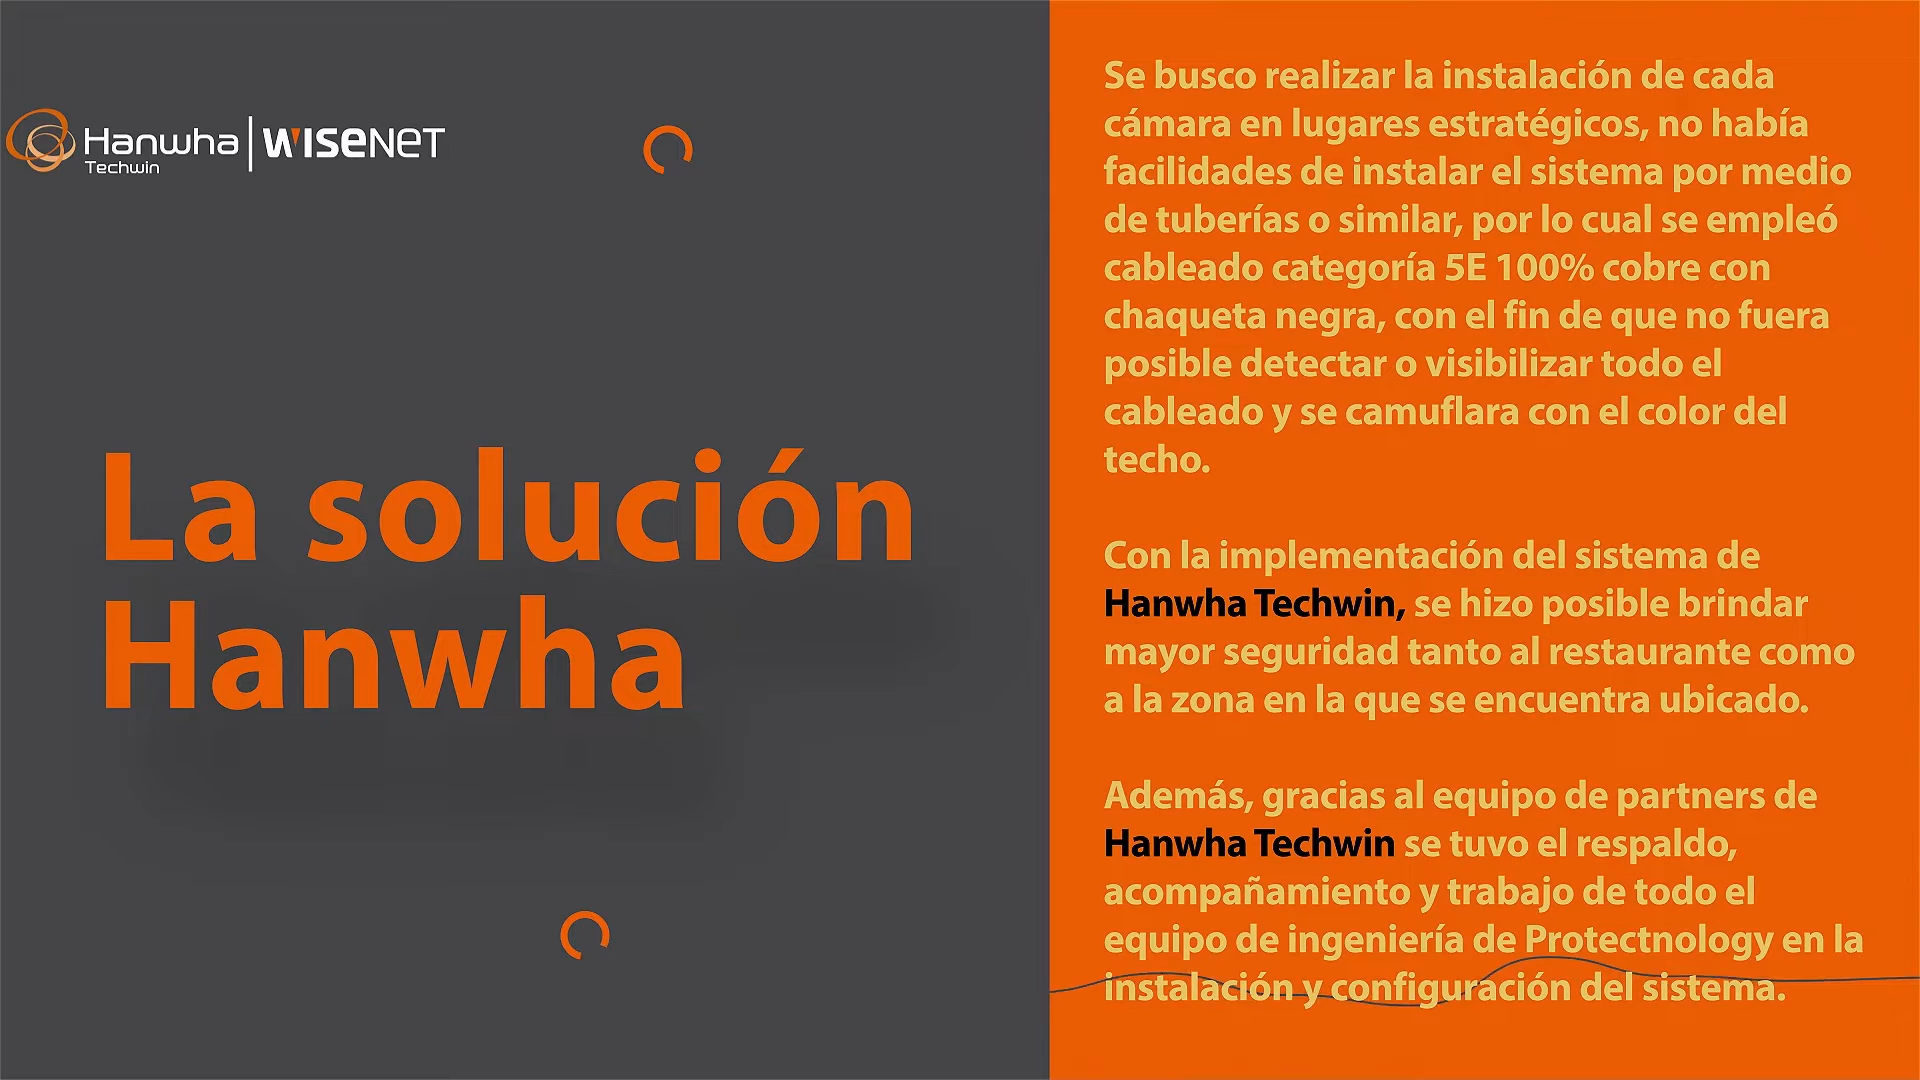 Hanwha | WISENET
Techwin
La solución
Hanwha
Se busco realizar la instalación de cada
cámara en lugares estratégicos, no había
facilidades de instalar el sistema por medio
de tuberías o similar, por lo cual se empleó
cableado categoría 5E 100% cobre con
chaqueta negra, con el fin de que no fuera
posible detectar o visibilizar todo el
cableado y se camuflara con el color del
techo.
Con la implementación del sistema de
Hanwha Techwin, se hizo posible brindar
mayor seguridad tanto al restaurante como
a la zona en la que se encuentra ubicado.
Además, gracias al equipo de partners de
Hanwha Techwin se tuvo el respaldo,
acompañamiento y trabajo de todo el
equipo de ingeniería de Protectnology en la
instalación y configuración del sistema.